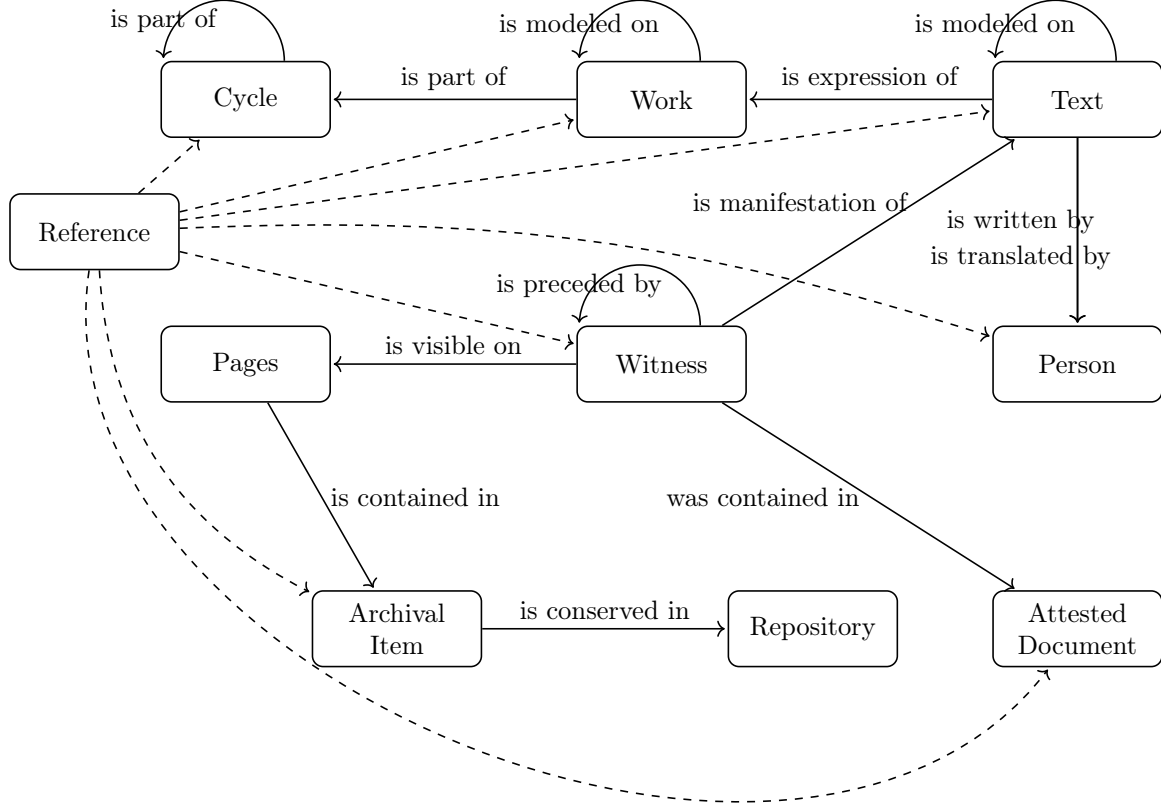 is part of
is modeled on
is modeled on
Cycle
is part of
Work
is expression of
Text
Reference
is manifestation of
is written by
is translated by
is preceded by
Pages
is visible on
Witness
Person
is contained in
was contained in
Archival
Item
is conserved in
Repository
Attested
Document